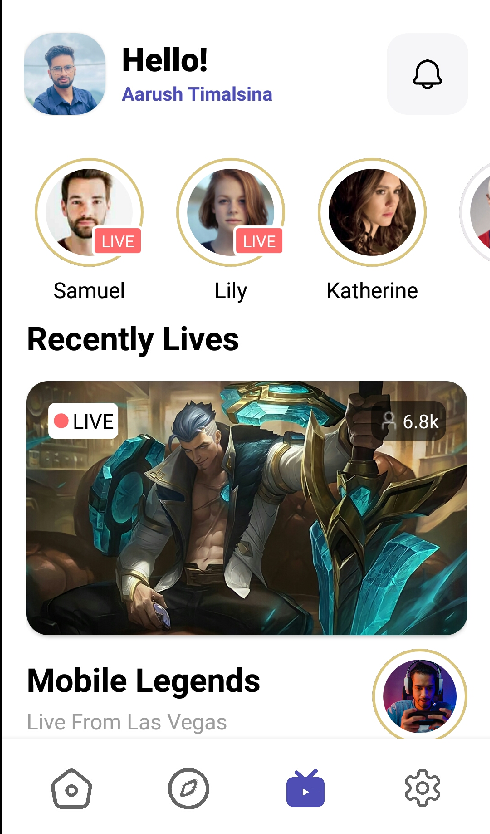 Hello!
Aarush Timalsina
LIVE
LIVE
Samuel
Lily
Katherine
Recently Lives
LIVE
6.8k
Mobile Legends
Live From Las Vegas